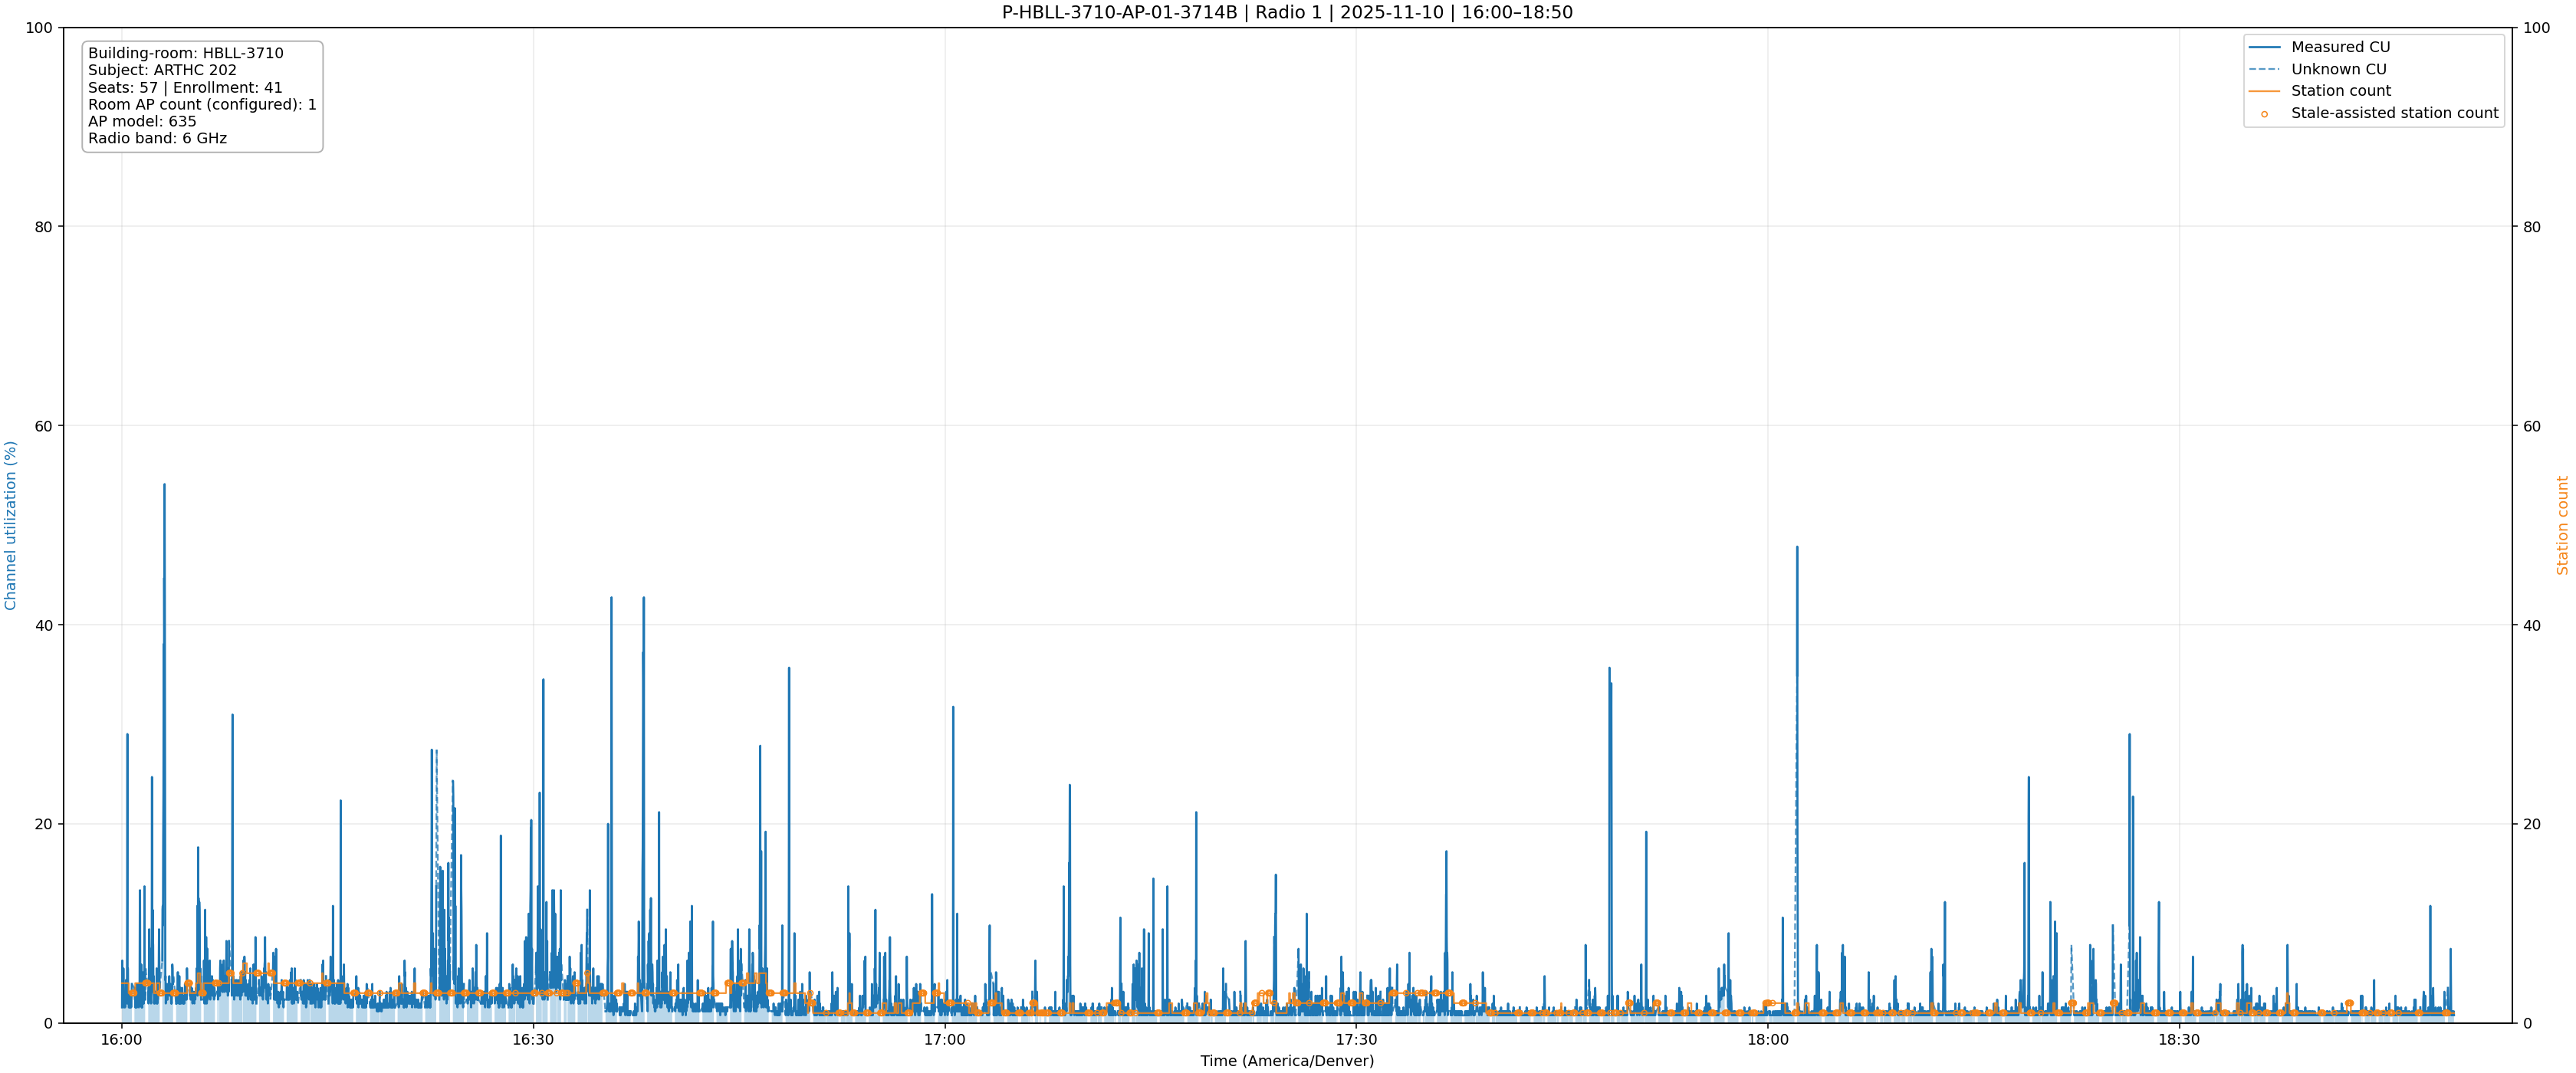 P-HBLL-3710-AP-01-3714B | Radio 1 | 2025-11-10 | 16:00–18:50
Building-room: HBLL-3710
Subject: ARTHC 202
Seats: 57 | Enrollment: 41
Room AP count (configured): 1
AP model: 635
Radio band: 6 GHz
Measured CU
Unknown CU
Station count
Stale-assisted station count
Channel utilization (%)
100
80
60
40
20
0
100
80
60
40
20
0
Station count
16:00
16:30
17:00
17:30
18:00
18:30
Time (America/Denver)